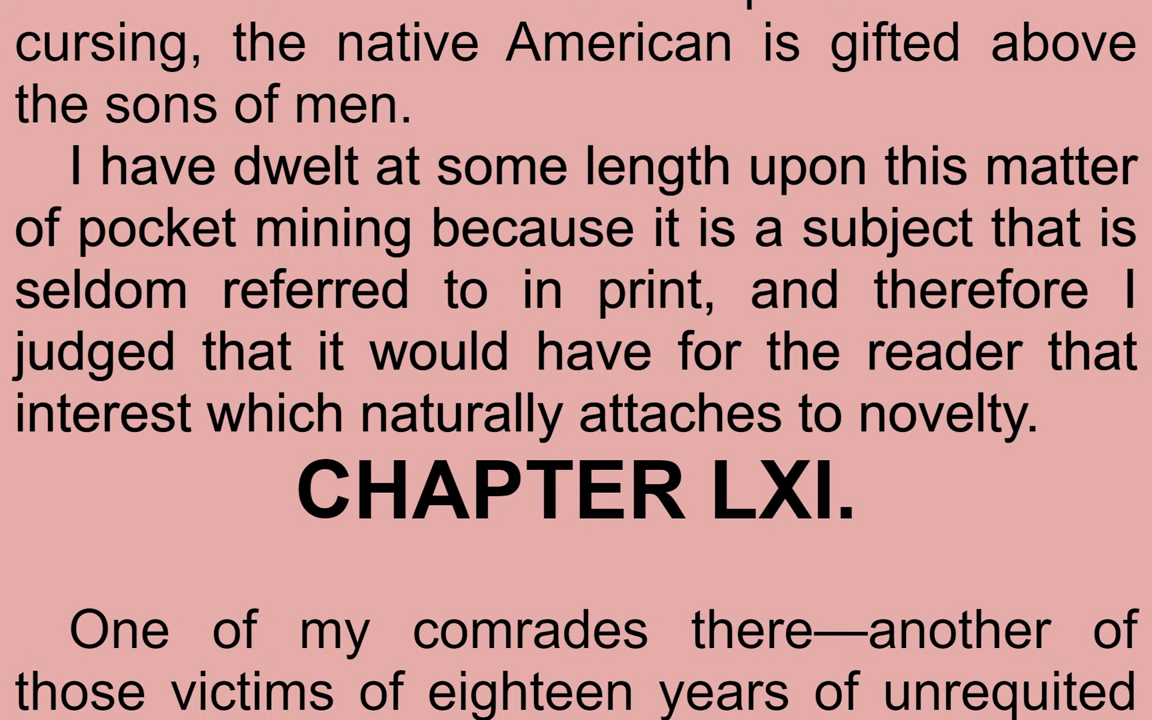 cursing, the native American is gifted above
the sons of men.
I have dwelt at some length upon this matter
of pocket mining because it is a subject that is
seldom referred to in print, and therefore I
judged that it would have for the reader that
interest which naturally attaches to novelty.
CHAPTER LXI.
One of my comrades there—another of
those victims of eighteen years of unrequited